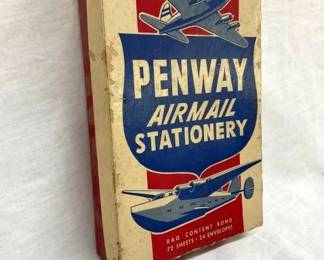 PENWAY
AIRMAIL
STATIONERY
RAG CONTENT BOND
72 SHEETS - 24 ENVELOPES